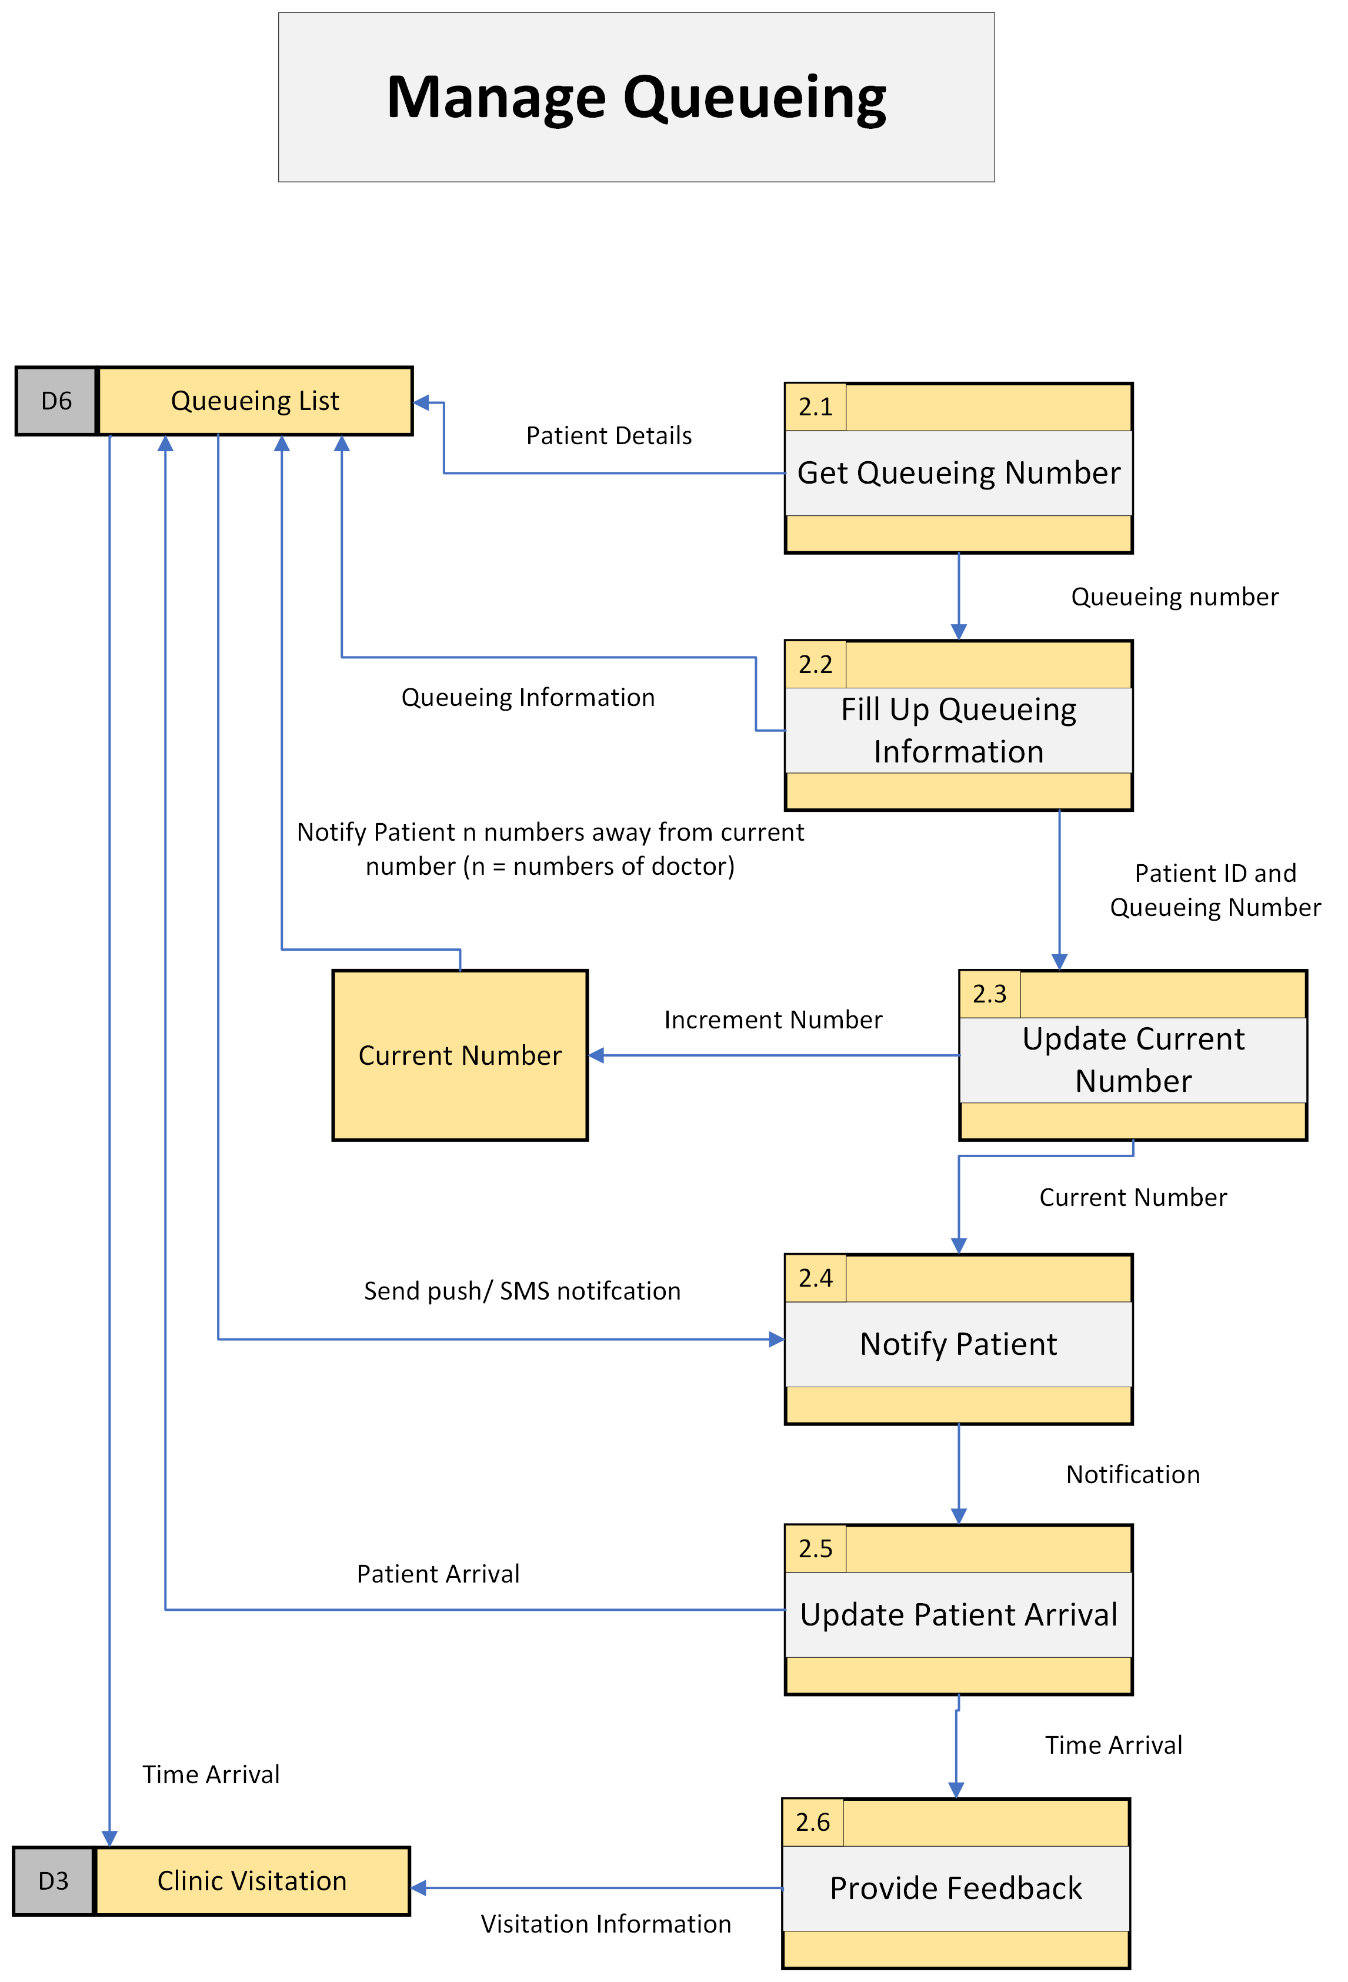 Manage Queueing
D6
Queueing List
2.1
Patient Details
Get Queueing Number
Queueing number
2.2
Queueing Information
Fill Up Queueing
Information
Notify Patient n numbers away from current
number (n = numbers of doctor)
Patient ID and
Queueing Number
2.3
Increment Number
Current Number
Update Current
Number
Current Number
2.4
Send push/ SMS notifcation
Notify Patient
Notification
2.5
Patient Arrival
Update Patient Arrival
Time Arrival
Time Arrival
2.6
D3
Clinic Visitation
Provide Feedback
Visitation Information